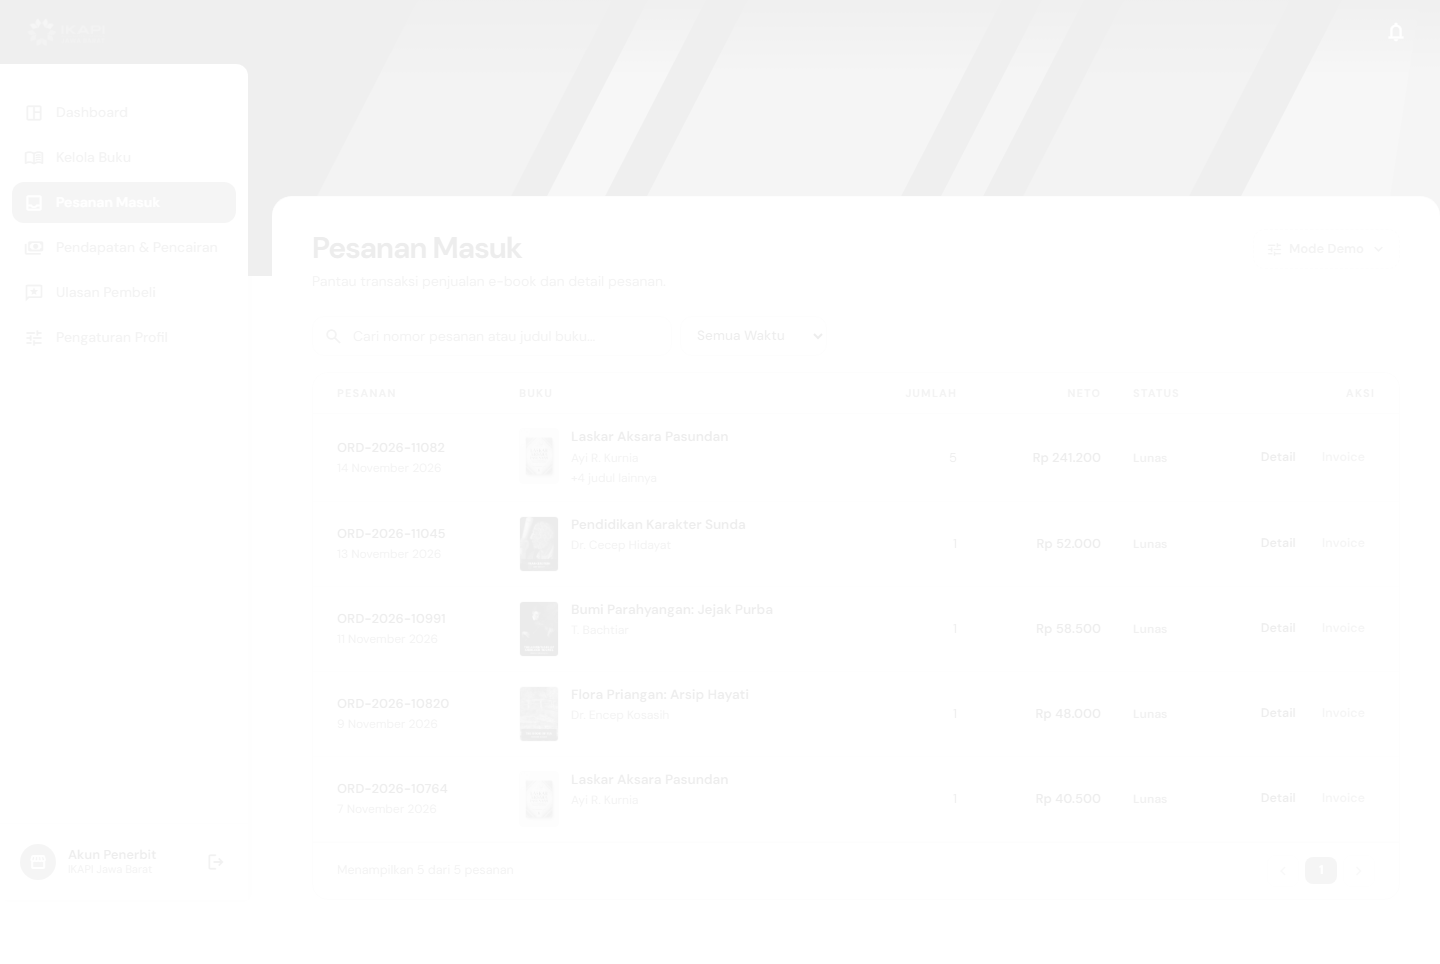 IKAPI
Dashboard
Kelola Buku
Pesanan Masuk
Pendapatan & Pencairan
Ulasan Pembeli
Pengaturan Profil
Akun Penerbit
IKAPI Jawa Barat
Pesanan Masuk
Pantau transaksi penjualan e-book dan detail pesanan.
Mode Demo
Cari nomor pesanan atau judul buku...
Semua Waktu
PESANAN BUKU JUMLAH NETO STATUS AKSI
ORD-2026-11082
14 November 2026
Laskar Aksara Pasundan
Ayi R. Kurnia
+4 judul lainnya
5 Rp 241.200 Lunas Detail Invoice
ORD-2026-11045
13 November 2026
Pendidikan Karakter Sunda
Dr. Cecep Hidayat
1 Rp 52.000 Lunas Detail Invoice
ORD-2026-10991
11 November 2026
Bumi Parahyangan: Jejak Purba
T. Bachtiar
1 Rp 58.500 Lunas Detail Invoice
ORD-2026-10820
9 November 2026
Flora Priangan: Arsip Hayati
Dr. Encep Kosasih
1 Rp 48.000 Lunas Detail Invoice
ORD-2026-10764
7 November 2026
Laskar Aksara Pasundan
Ayi R. Kurnia
1 Rp 40.500 Lunas Detail Invoice
Menampilkan 5 dari 5 pesanan
1